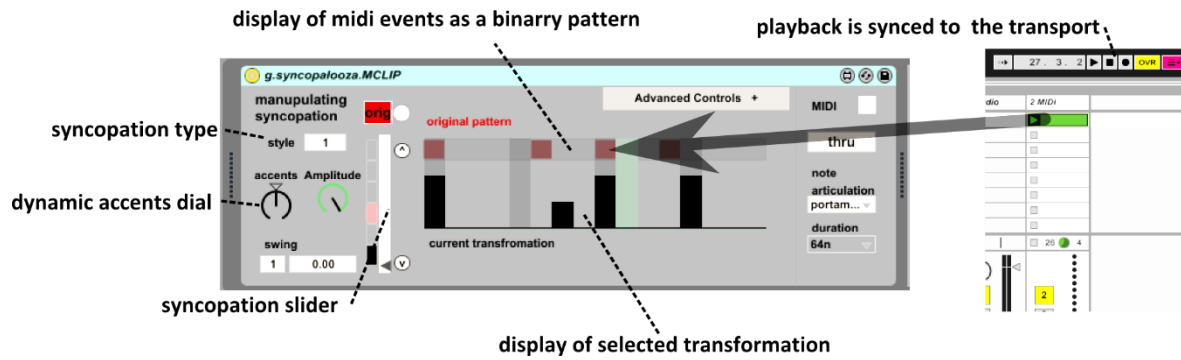 display of midi events as a binarry pattern
playback is synced to the transport
g.syncopalooza.MCLIP
27. 3. 2
OVR
manupulating
syncopation
orig
Advanced Controls +
MIDI
dio
2 MIDI
syncopation type
style
1
original pattern
thru
dynamic accents dial
accents
Amplitude
note
articulation
portam...
duration
64n
swing
1
0.00
current transfromation
26
4
2
syncopation slider
display of selected transformation